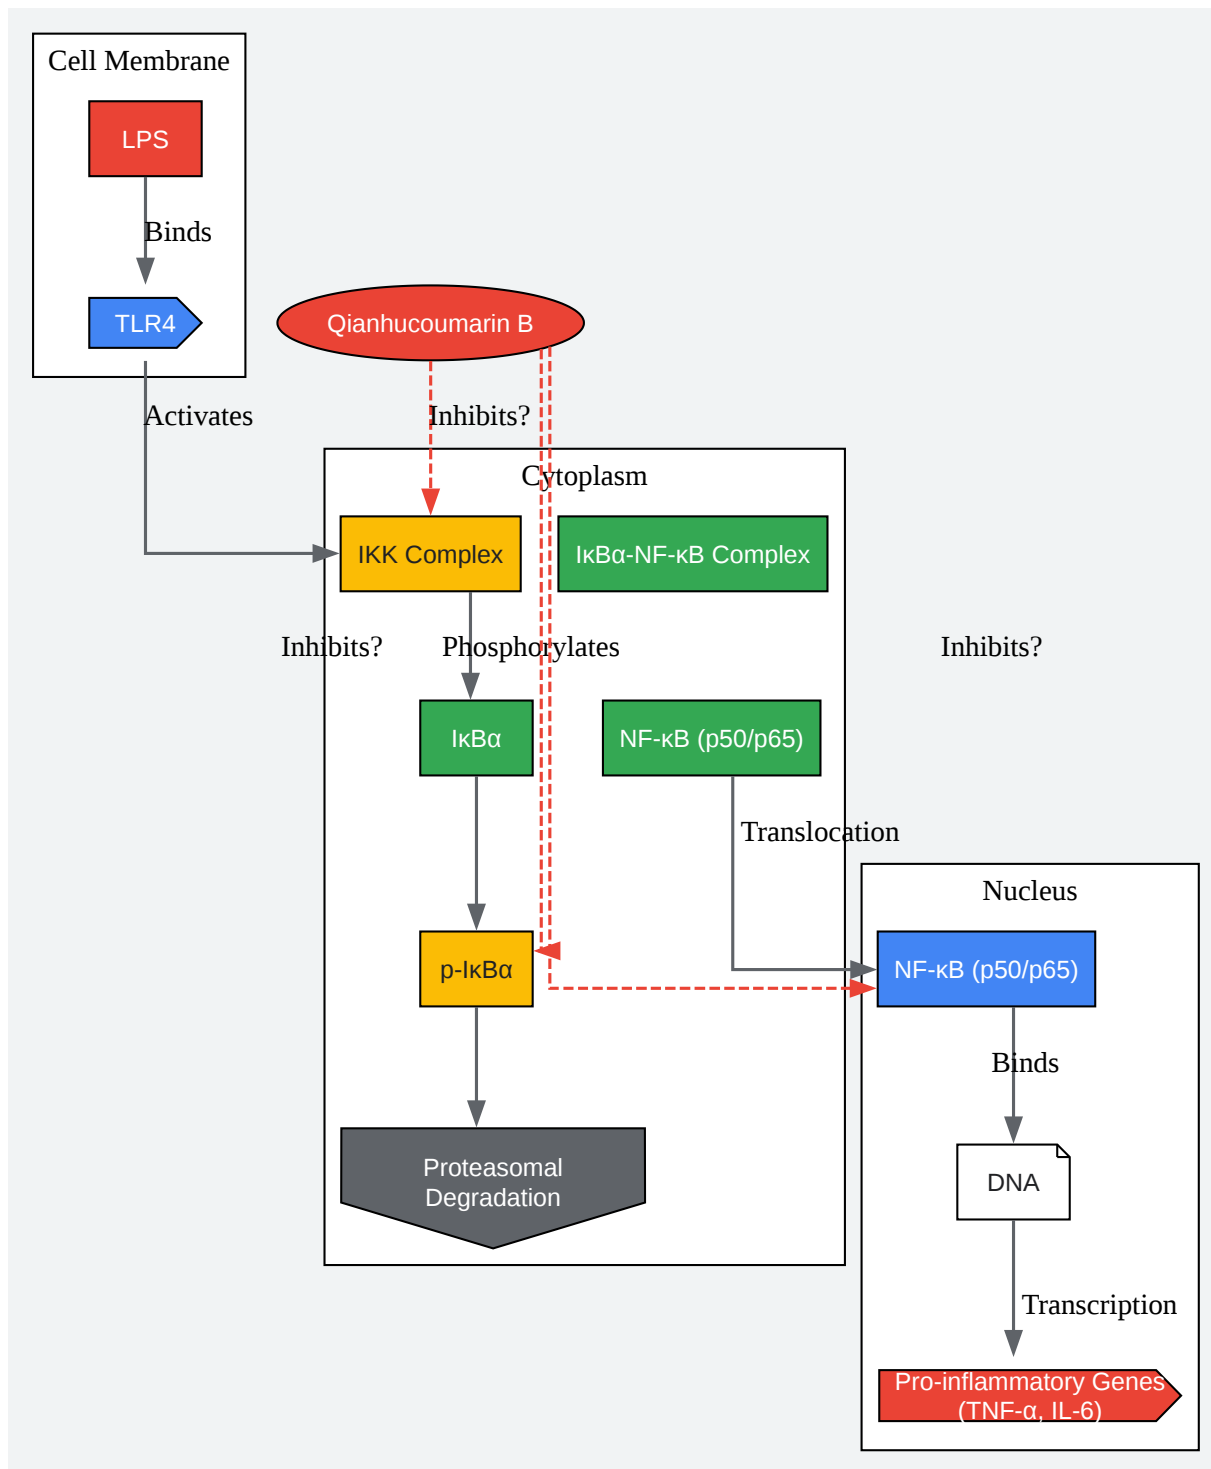 Cell Membrane
LPS
Binds
TLR4
Qianhucoumarin B
Activates
Inhibits?
Cytoplasm
IKK Complex
IκBα-NF-κB Complex
Inhibits?
Phosphorylates
Inhibits?
IκBα
NF-κB (p50/p65)
Translocation
Nucleus
p-IκBα
NF-κB (p50/p65)
Binds
Proteasomal
Degradation
DNA
Transcription
Pro-inflammatory Genes
(TNF-α, IL-6)